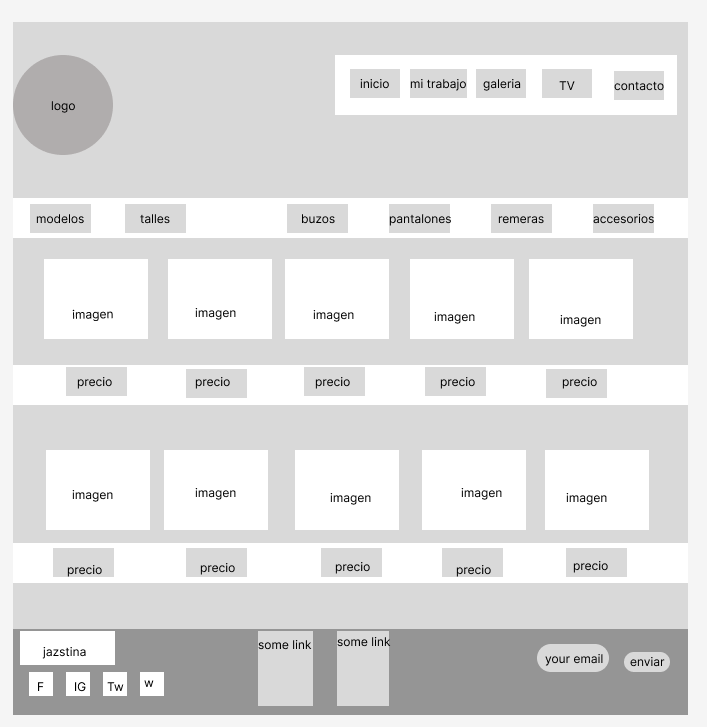 logo
inicio
mi trabajo
galeria
TV
contacto
modelos
talles
buzos
pantalones
remeras
accesorios
imagen
imagen
imagen
imagen
imagen
precio
precio
precio
precio
precio
imagen
imagen
imagen
imagen
imagen
precio
precio
precio
precio
precio
jazstina
some link
some link
your email
enviar
F
IG
Tw
w